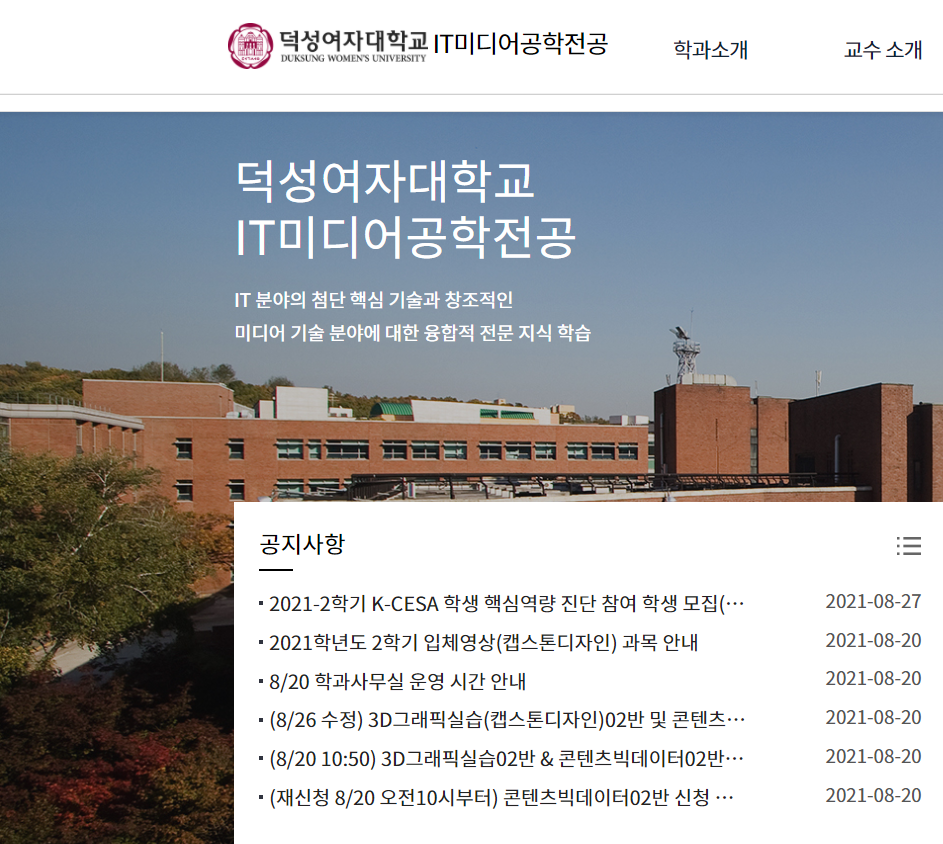 덕성여자대학교 IT미디어공학전공 학과소개 교수 소개
DUKSUNG WOMEN'S UNIVERSITY
덕성여자대학교
IT미디어공학전공
IT 분야의 첨단 핵심 기술과 창조적인
미디어 기술 분야에 대한 융합적 전문 지식 학습
공지사항
2021-2학기 K-CESA 학생 핵심역량 진단 참여 학생 모집(… 2021-08-27
2021학년도 2학기 입체영상(캡스톤디자인) 과목 안내 2021-08-20
8/20 학과사무실 운영 시간 안내 2021-08-20
(8/26 수정) 3D그래픽실습(캡스톤디자인)02반 및 콘텐츠… 2021-08-20
(8/20 10:50) 3D그래픽실습02반 & 콘텐츠빅데이터02반… 2021-08-20
(재신청 8/20 오전10시부터) 콘텐츠빅데이터02반 신청 … 2021-08-20